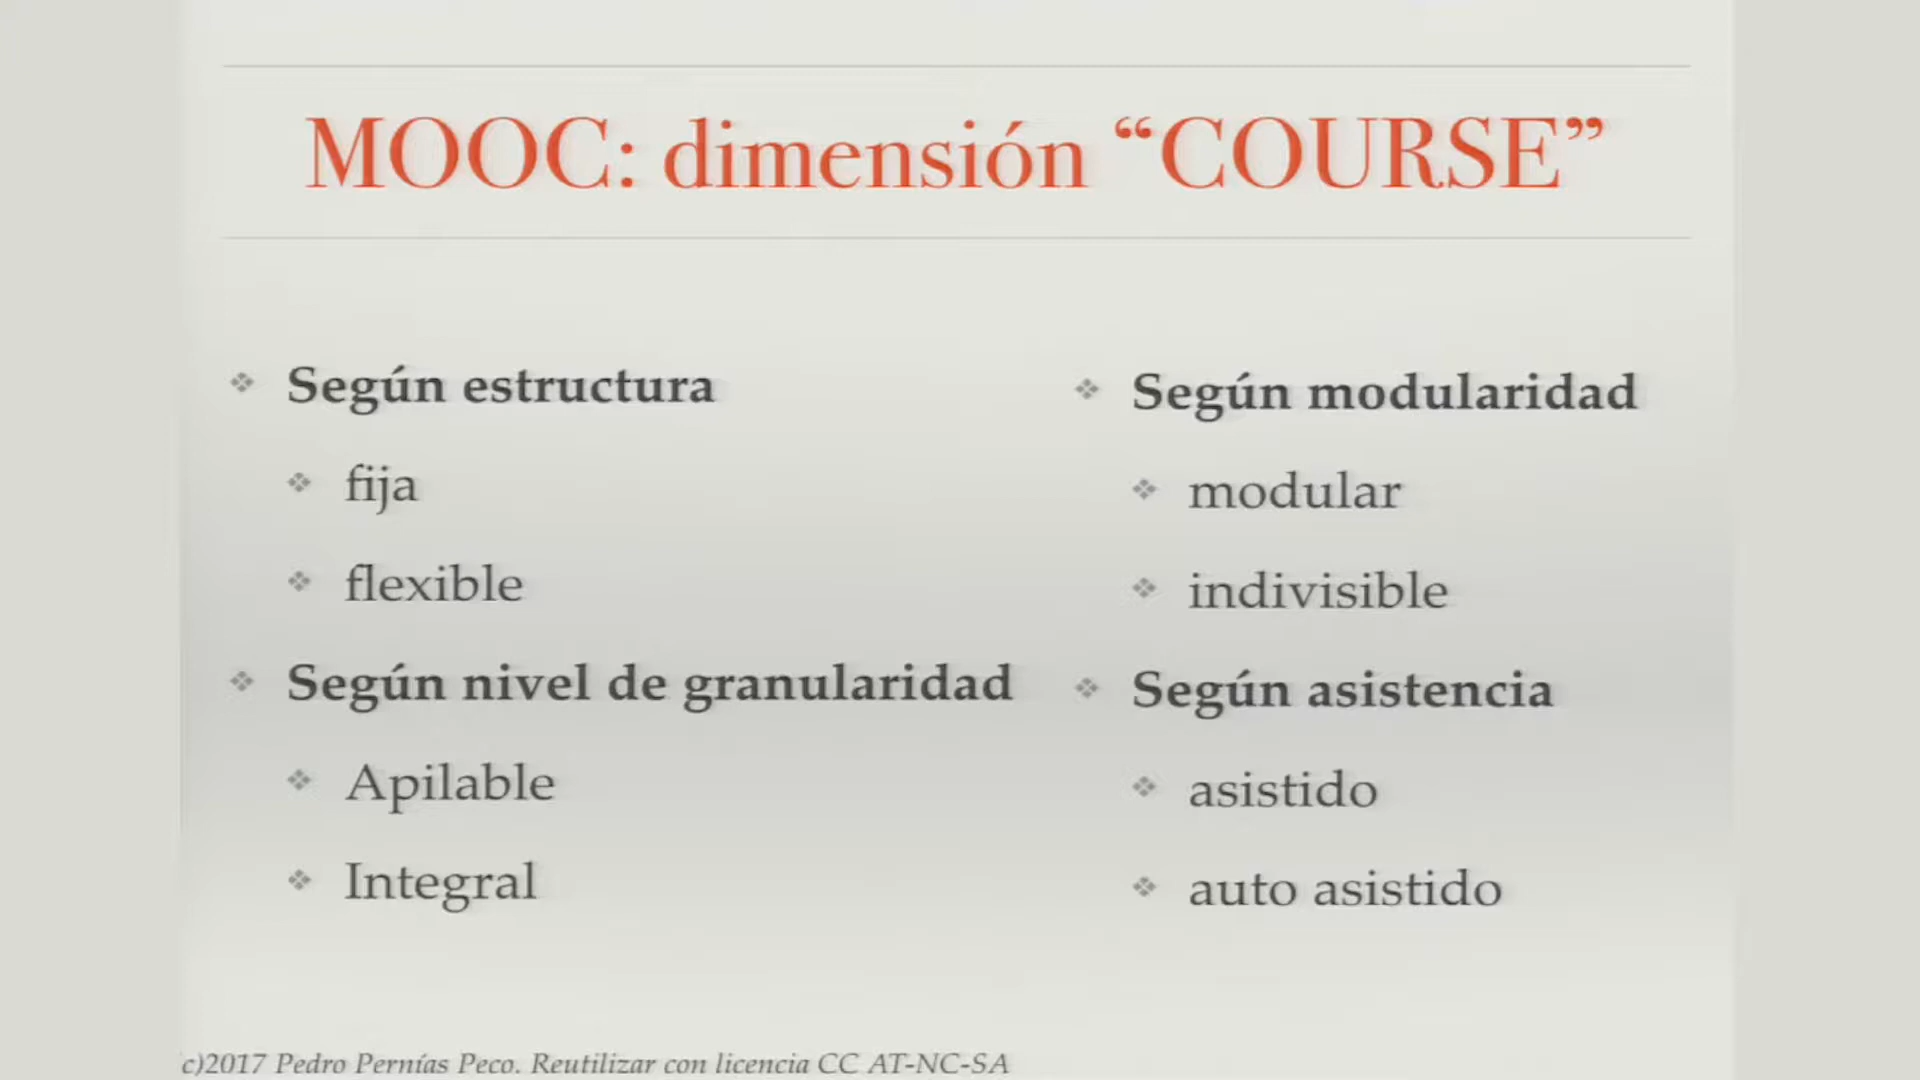 MOOC: dimensión “COURSE”
Según estructura
fija
flexible
Según nivel de granularidad
Apilable
Integral
Según modularidad
modular
indivisible
Según asistencia
asistido
auto asistido
c)2017 Pedro Pernías Peco. Reutilizar con licencia CC AT-NC-SA